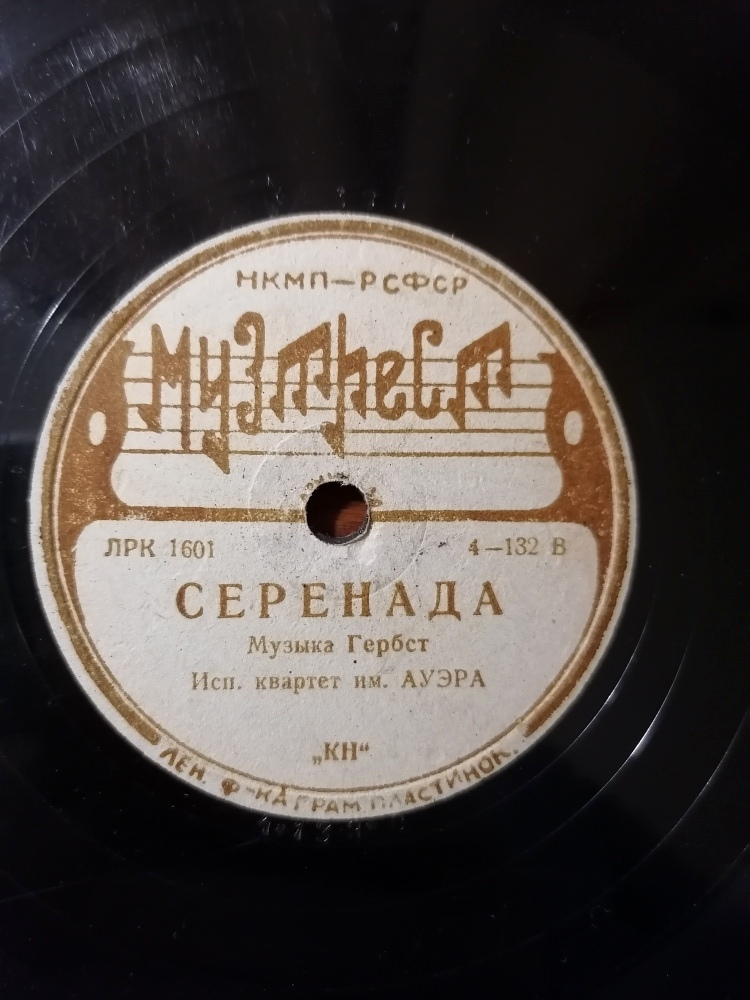 НКМП—РСФСР
МУЗТРЕСТ
ЛРК 1601
4—132 В
СЕРЕНАДА
Музыка Гербст
Исп. квартет им. АУЭРА
„КН“
ЛЕН. Ф-КА ГРАМ ПЛАСТИНОК.